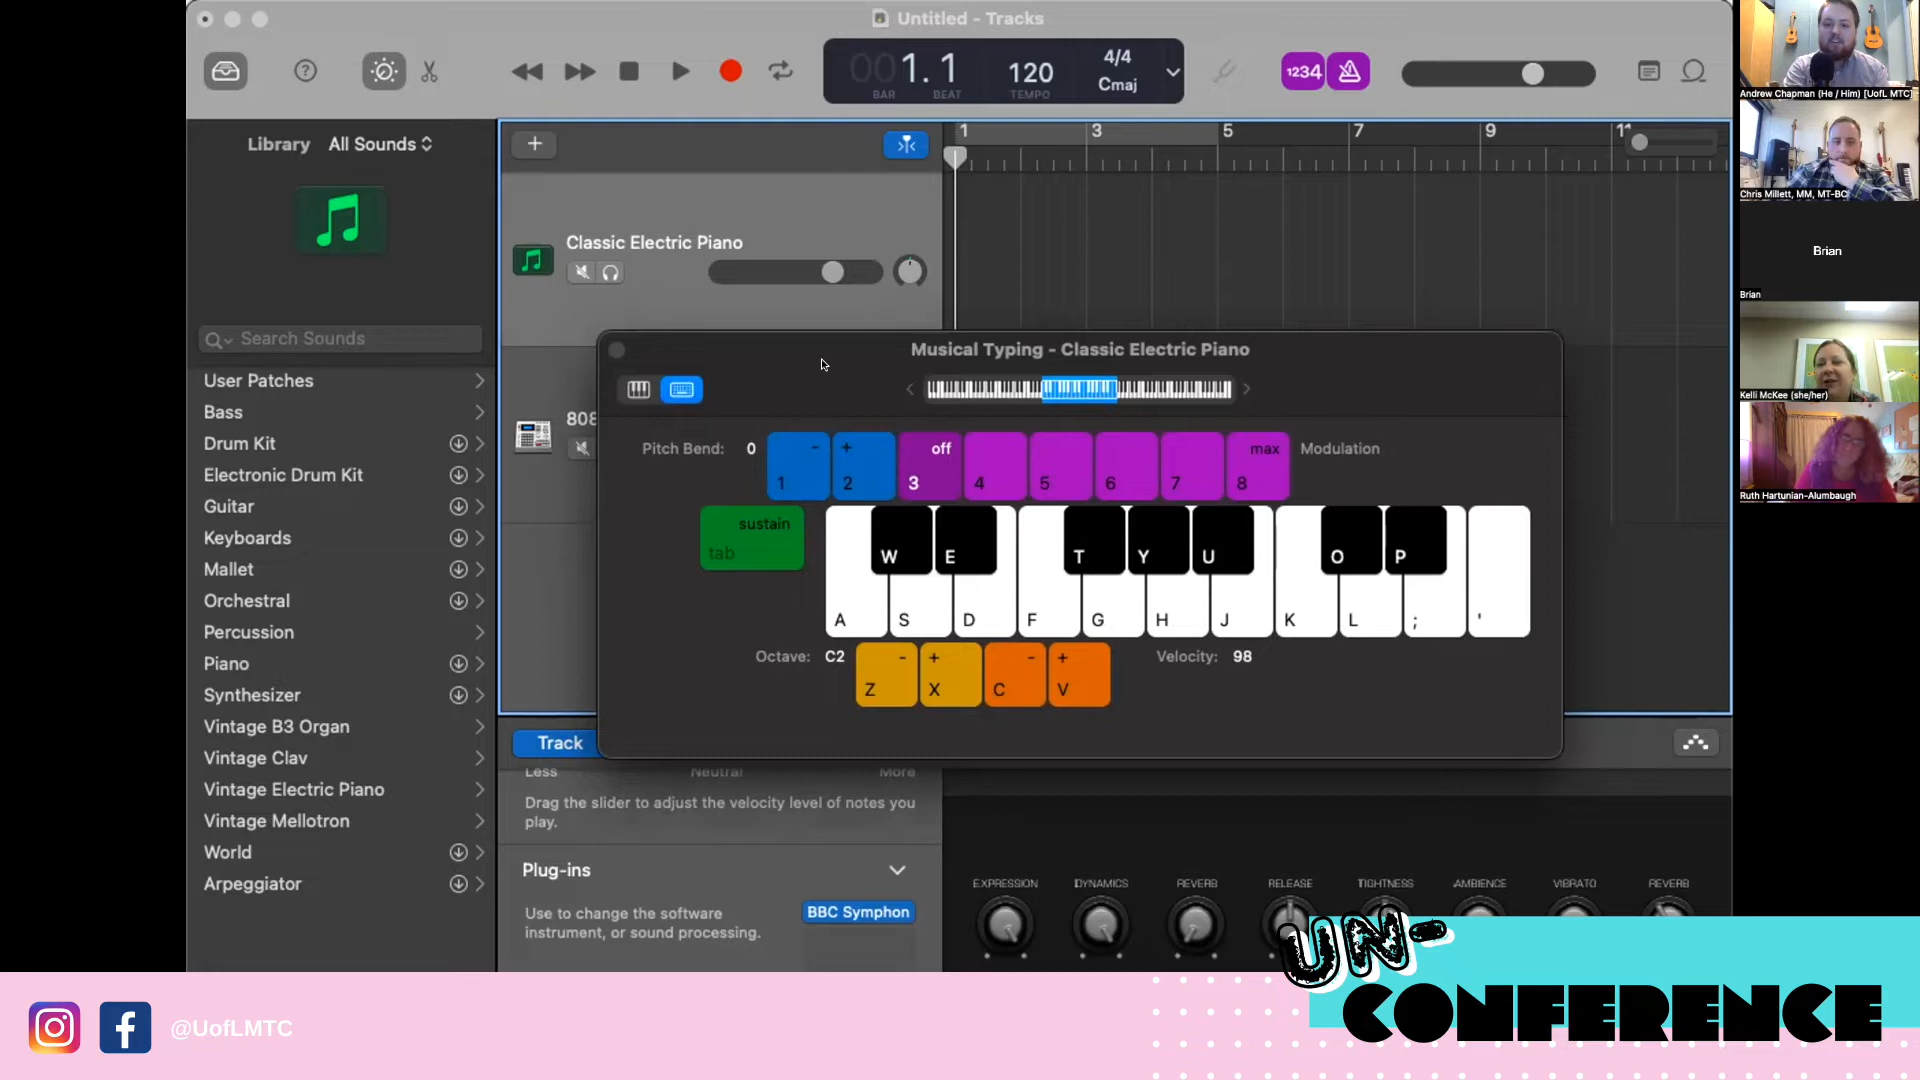 Untitled - Tracks
001. 1
BAR
BEAT
120
TEMPO
4/4
Cmaj
1234
Library
All Sounds
1
3
5
7
9
11
Classic Electric Piano
Search Sounds
User Patches
Bass
Drum Kit
Electronic Drum Kit
Guitar
Keyboards
Mallet
Orchestral
Percussion
Piano
Synthesizer
Vintage B3 Organ
Vintage Clav
Vintage Electric Piano
Vintage Mellotron
World
Arpeggiator
808
Musical Typing - Classic Electric Piano
Pitch Bend: 0
- + off max
1 2 3 4 5 6 7 8
Modulation
sustain
tab
W E T Y U O P
A S D F G H J K L ; '
Octave: C2
- + - +
Z X C V
Velocity: 98
Track
Less Neutral More
Drag the slider to adjust the velocity level of notes you
play.
Plug-ins
Use to change the software
instrument, or sound processing.
BBC Symphon
EXPRESSION DYNAMICS REVERB RELEASE TIGHTNESS AMBIENCE VIBRATO REVERB
Andrew Chapman (He / Him) [UofL MTC]
Chris Millett, MM, MT-BC
Brian
Brian
Kelli McKee (she/her)
Ruth Hartunian-Alumbaugh
@UofLMTC
UN-
CONFERENCE